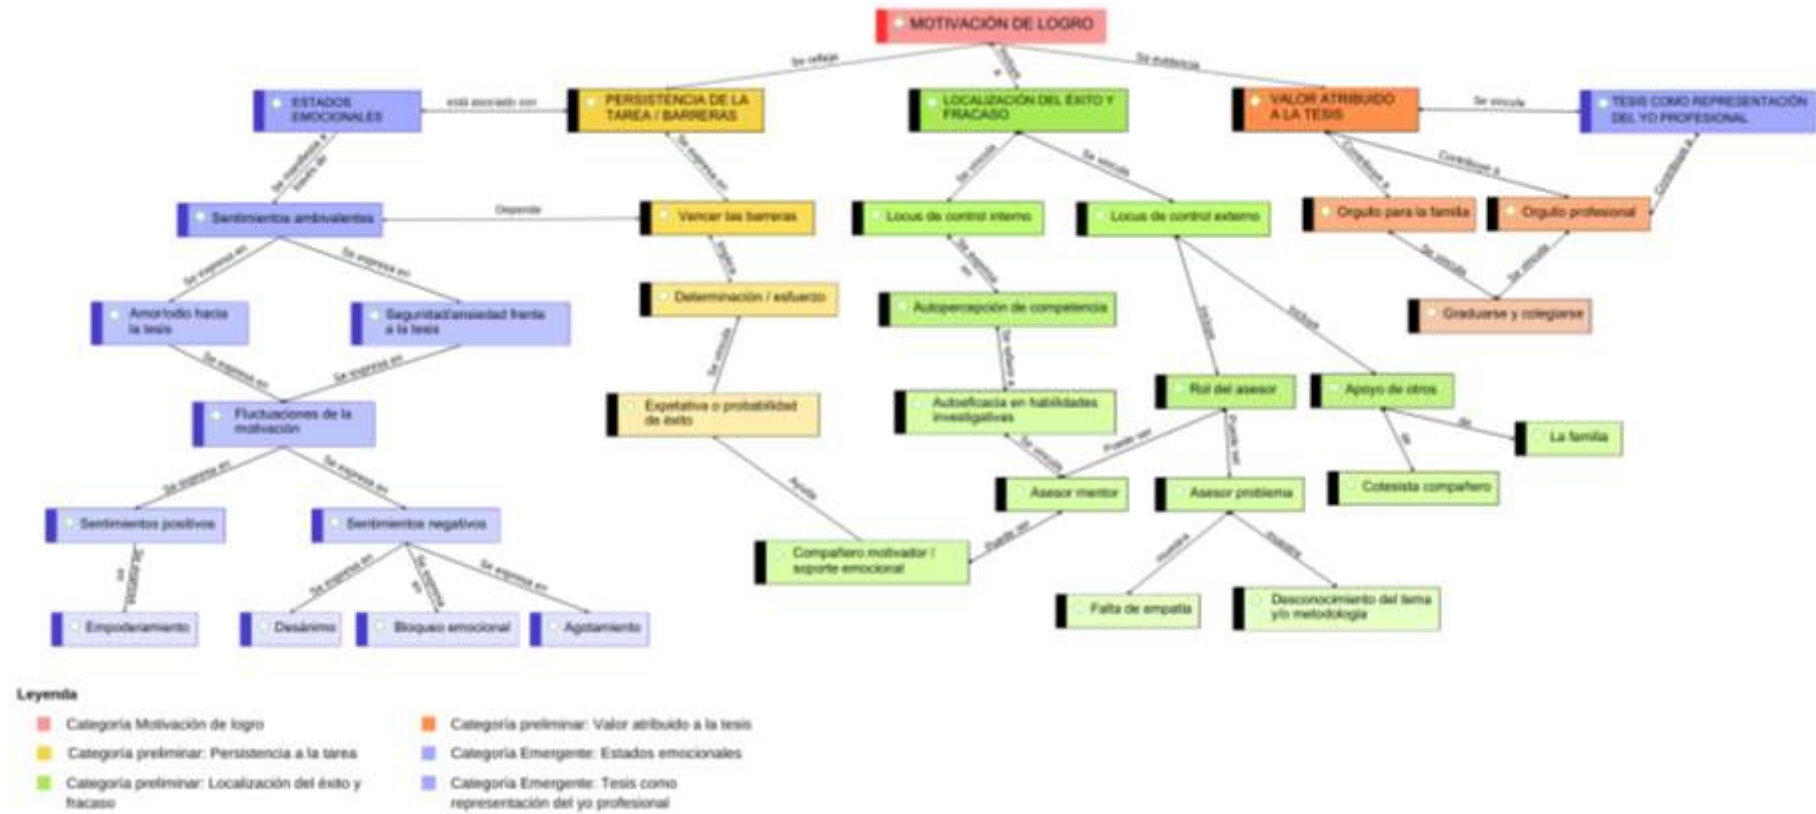 MOTIVACIÓN DE LOGRO
Se refleja
Se evidencia
ESTADOS
EMOCIONALES
está asociado con
PERSISTENCIA DE LA
TAREA / BARRERAS
LOCALIZACIÓN DEL ÉXITO Y
FRACASO
VALOR ATRIBUIDO
A LA TESIS
Se vincula
TESIS COMO REPRESENTACIÓN
DEL YO PROFESIONAL
Se manifiesta a
través de
Se expresa en
Se vincula
Se vincula
Contribuye a
Contribuye a
Contribuye a
Sentimientos ambivalentes
Depende
Vencer las barreras
Locus de control interno
Locus de control externo
Orgullo para la familia
Orgullo profesional
Se expresa en
Se expresa en
Implica
Se expresa
en
Se vincula
Se vincula
Amor/odio hacia
la tesis
Seguridad/ansiedad frente
a la tesis
Determinación / esfuerzo
Autopercepción de competencia
Graduarse y colegiarse
Se expresa en
Se expresa en
Se vincula
Se refiere a
Incluye
Incluye
Fluctuaciones de la
motivación
Expetativa o probabilidad
de éxito
Autoeficacia en habilidades
investigativas
Rol del asesor
Apoyo de otros
Se expresa en
Se expresa en
Ayuda
Se vincula
Puede ser
Puede ser
de
de
La familia
Sentimientos positivos
Sentimientos negativos
Asesor mentor
Asesor problema
Cotesista compañero
Se expresa
en
Se expresa en
Se expresa
en
Se expresa en
Compañero motivador /
soporte emocional
Puede ser
muestra
muestra
Empoderamiento
Desánimo
Bloqueo emocional
Agotamiento
Falta de empatía
Desconocimiento del tema
y/o metodología
Leyenda
Categoría Motivación de logro
Categoría preliminar: Persistencia a la tarea
Categoría preliminar: Localización del éxito y
fracaso
Categoría preliminar: Valor atribuido a la tesis
Categoría Emergente: Estados emocionales
Categoría Emergente: Tesis como
representación del yo profesional